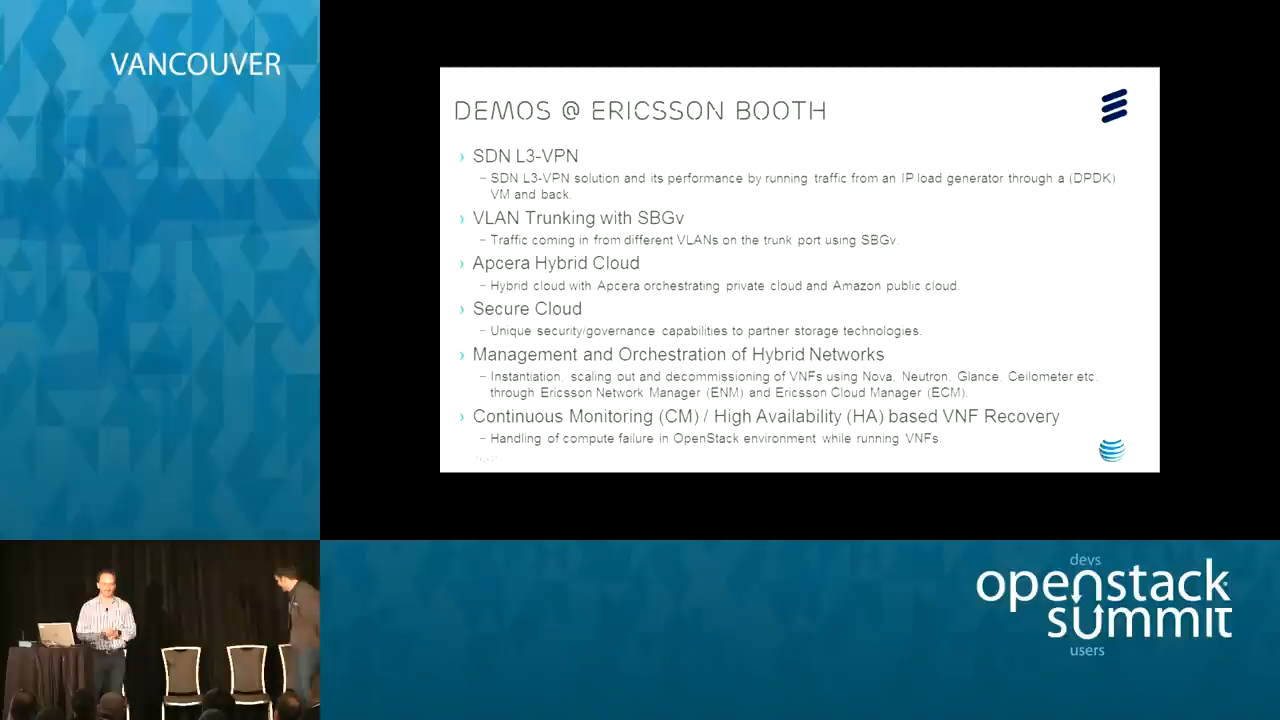 VANCOUVER
DEMOS @ ERICSSON BOOTH
› SDN L3-VPN
– SDN L3-VPN solution and its performance by running traffic from an IP load generator through a (DPDK)
VM and back.
› VLAN Trunking with SBGv
– Traffic coming in from different VLANs on the trunk port using SBGv.
› Apcera Hybrid Cloud
– Hybrid cloud with Apcera orchestrating private cloud and Amazon public cloud.
› Secure Cloud
– Unique security/governance capabilities to partner storage technologies.
› Management and Orchestration of Hybrid Networks
– Instantiation, scaling out and decommissioning of VNFs using Nova, Neutron, Glance, Ceilometer etc.
through Ericsson Network Manager (ENM) and Ericsson Cloud Manager (ECM).
› Continuous Monitoring (CM) / High Availability (HA) based VNF Recovery
– Handling of compute failure in OpenStack environment while running VNFs.
devs
openstack
summit
users